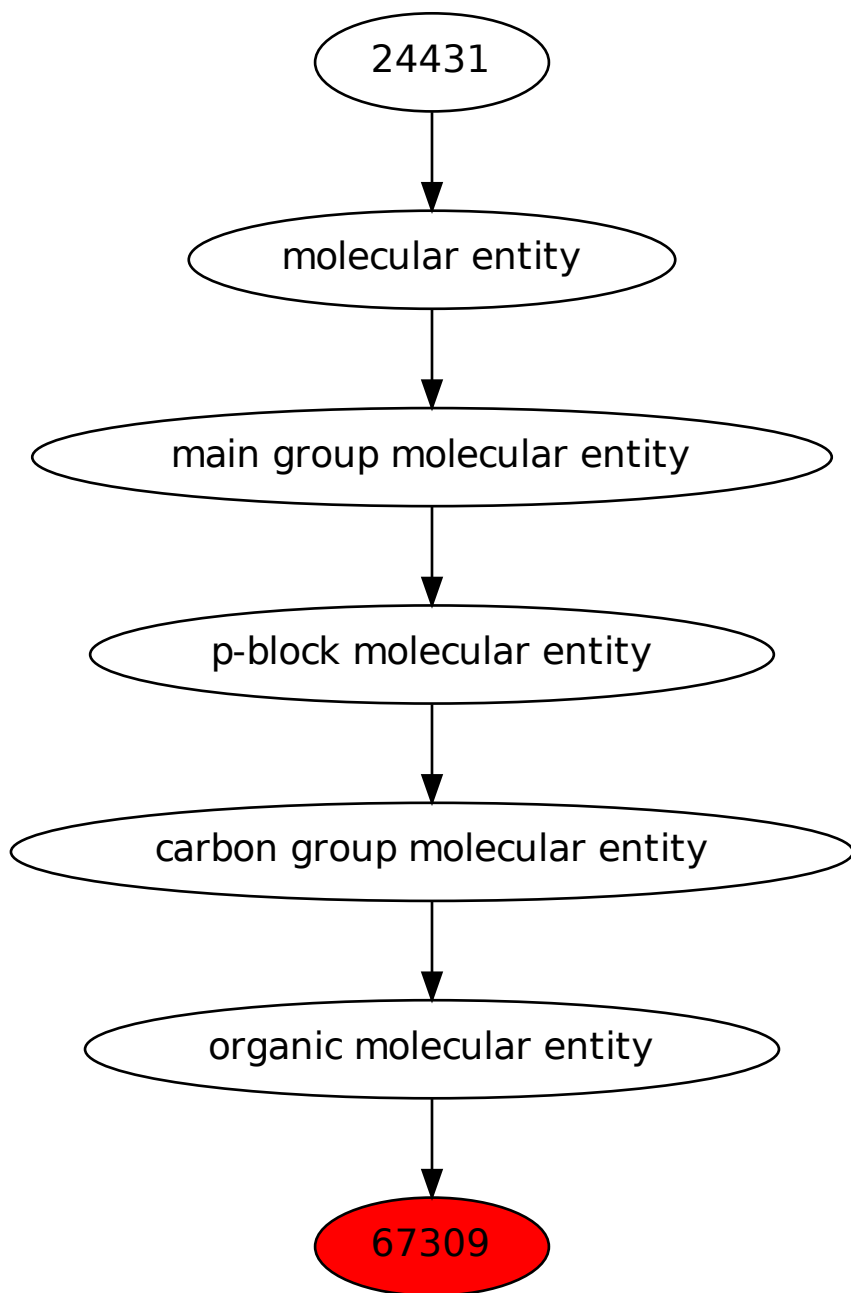 24431
molecular entity
main group molecular entity
p-block molecular entity
carbon group molecular entity
organic molecular entity
67309